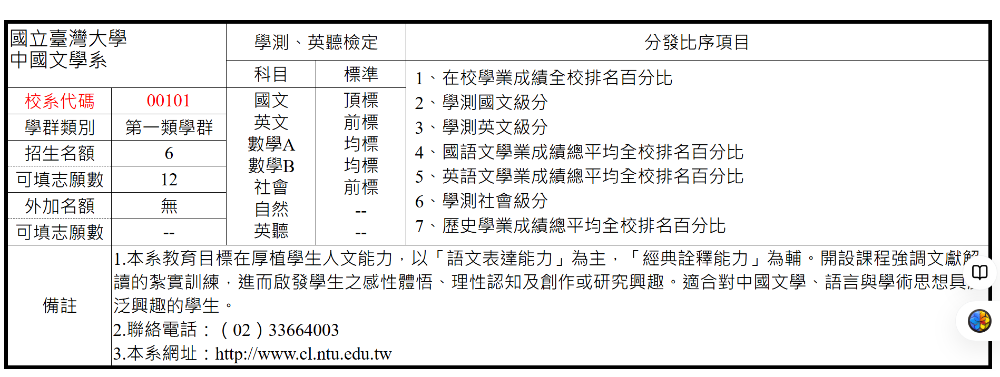 國立臺灣大學
中國文學系
學測、英聽檢定
分發比序項目
科目 標準
校系代碼 00101
學群類別 第一類學群
招生名額 6
可填志願數 12
外加名額 無
可填志願數 --
國文 頂標
英文 前標
數學A 均標
數學B 均標
社會 前標
自然 --
英聽 --
1、在校學業成績全校排名百分比
2、學測國文級分
3、學測英文級分
4、國語文學業成績總平均全校排名百分比
5、英語文學業成績總平均全校排名百分比
6、學測社會級分
7、歷史學業成績總平均全校排名百分比
備註
1.本系教育目標在厚植學生人文能力，以「語文表達能力」為主，「經典詮釋能力」為輔。開設課程強調文獻解
讀的紮實訓練，進而啟發學生之感性體悟、理性認知及創作或研究興趣。適合對中國文學、語言與學術思想具
泛興趣的學生。
2.聯絡電話：（02）33664003
3.本系網址：http://www.cl.ntu.edu.tw